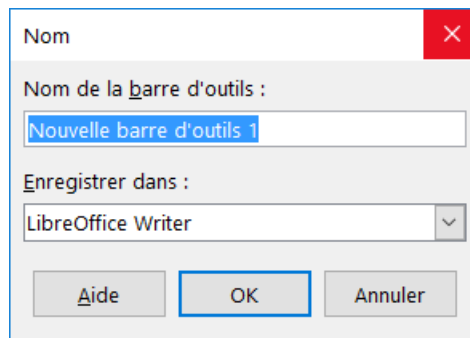 Nom
Nom de la barre d'outils :
Nouvelle barre d'outils 1
Enregistrer dans :
LibreOffice Writer
Aide OK Annuler